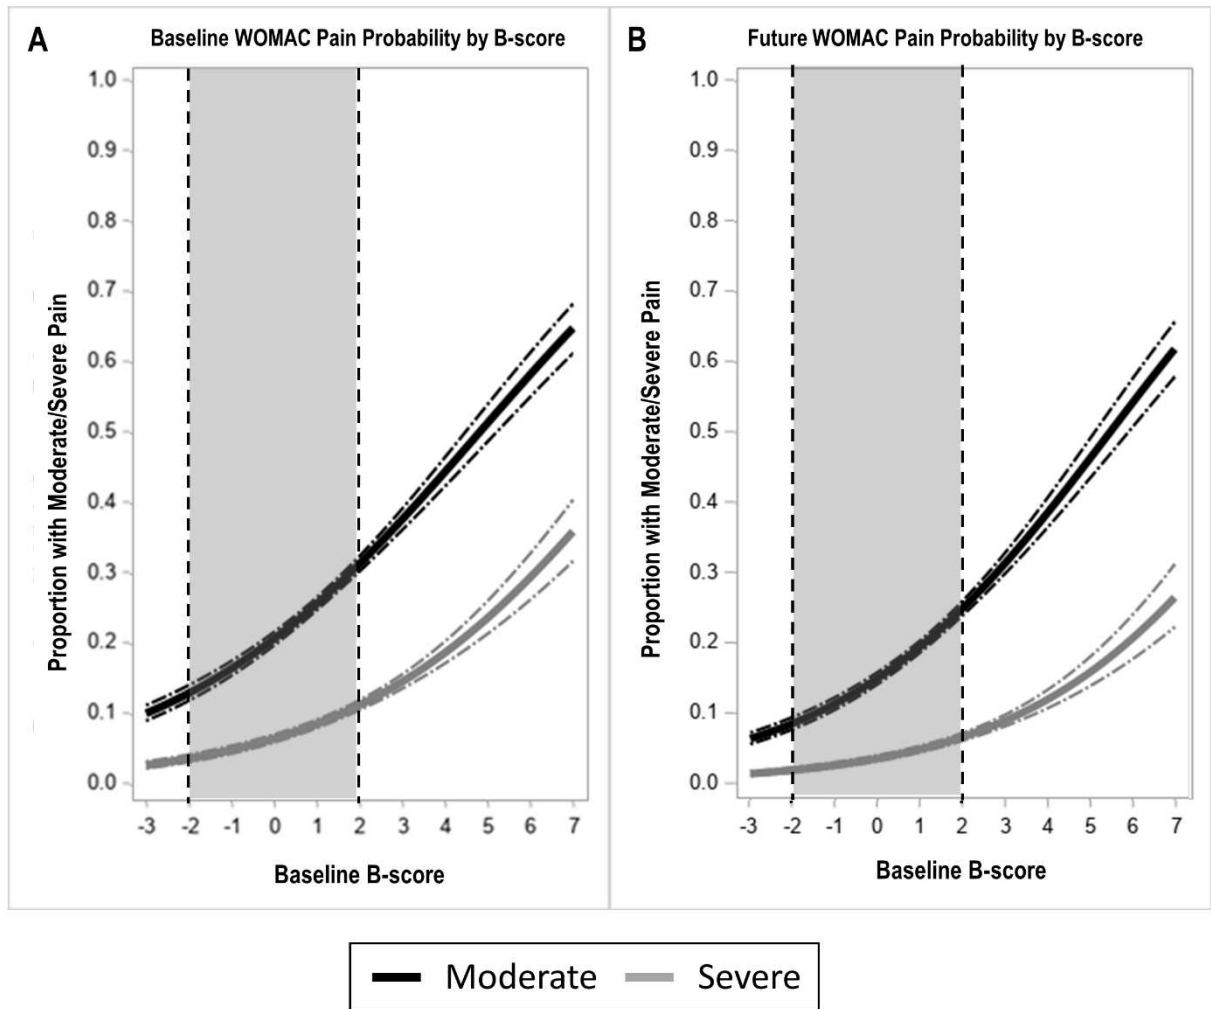 A
Baseline WOMAC Pain Probability by B-score
Proportion with Moderate/Severe Pain
1.0
0.9
0.8
0.7
0.6
0.5
0.4
0.3
0.2
0.1
0.0
-3 -2 -1 0 1 2 3 4 5 6 7
Baseline B-score
B
Future WOMAC Pain Probability by B-score
Proportion with Moderate/Severe Pain
1.0
0.9
0.8
0.7
0.6
0.5
0.4
0.3
0.2
0.1
0.0
-3 -2 -1 0 1 2 3 4 5 6 7
Baseline B-score
Moderate Severe